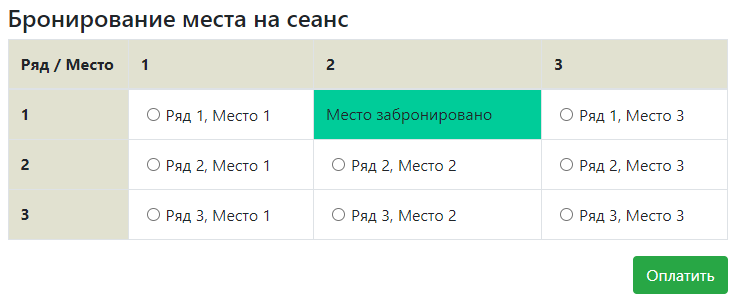 Бронирование места на сеанс
Ряд / Место 1 2 3
1 Ряд 1, Место 1 Место забронировано Ряд 1, Место 3
2 Ряд 2, Место 1 Ряд 2, Место 2 Ряд 2, Место 3
3 Ряд 3, Место 1 Ряд 3, Место 2 Ряд 3, Место 3
Оплатить